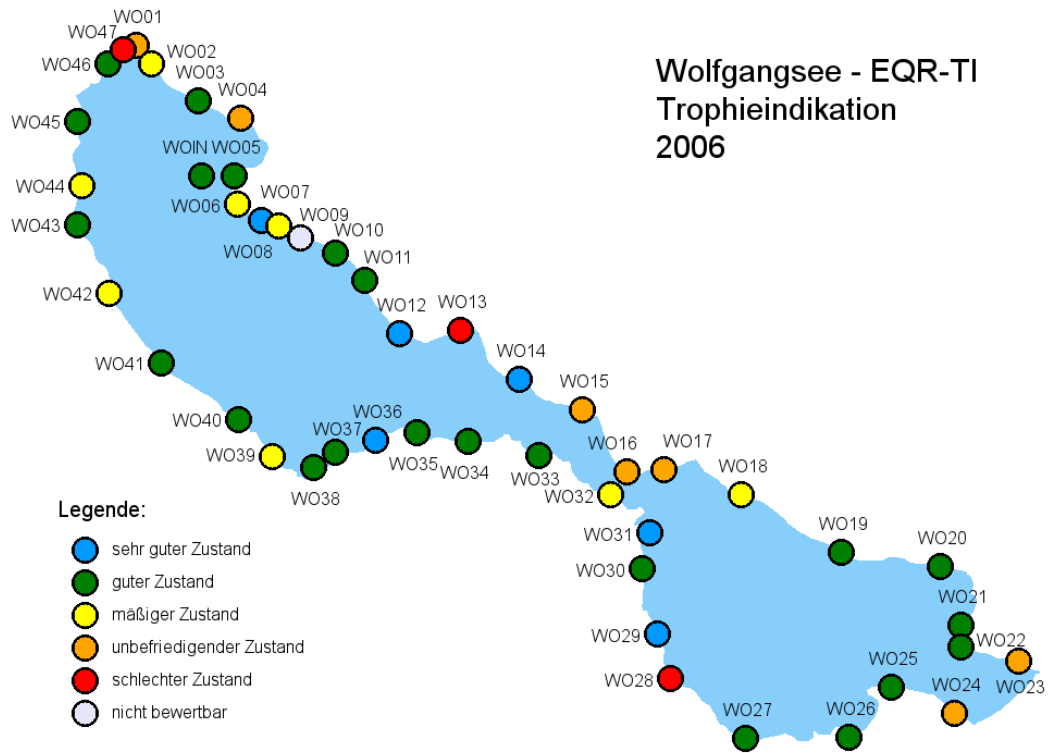 Wolfgangsee - EQR-TI
Trophieindikation
2006
WO01
WO47
WO02
WO46
WO03
WO04
WO45
WOIN WO05
WO44
WO07
WO06
WO09
WO43
WO10
WO08
WO11
WO42
WO12
WO13
WO14
WO41
WO15
WO36
WO40
WO37
WO16
WO17
WO39
WO35
WO34
WO33
WO18
WO38
WO32
Legende:
WO19
WO31
WO20
sehr guter Zustand
WO30
guter Zustand
WO21
mäßiger Zustand
WO29
WO22
unbefriedigender Zustand
WO25
WO28
WO23
schlechter Zustand
WO24
nicht bewertbar
WO27
WO26